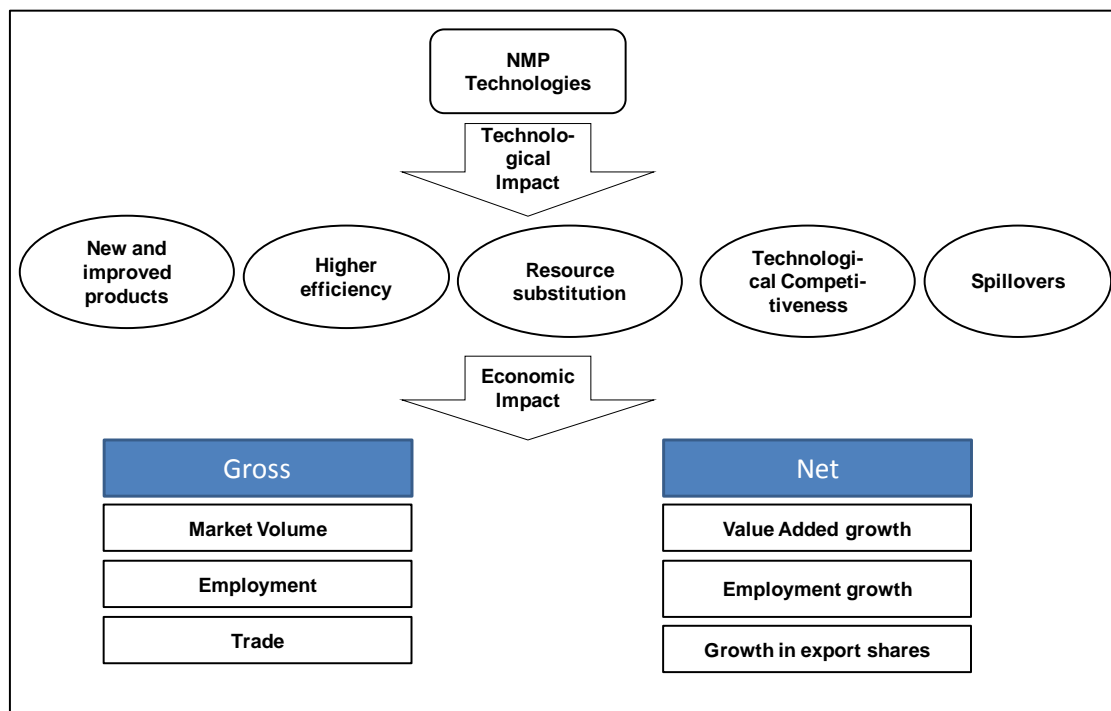 NMP
Technologies
Technolo-
gical
Impact
New and
improved
products
Higher
efficiency
Resource
substitution
Technologi-
cal Competi-
tiveness
Spillovers
Economic
Impact
Gross
Net
Market Volume
Value Added growth
Employment
Employment growth
Trade
Growth in export shares